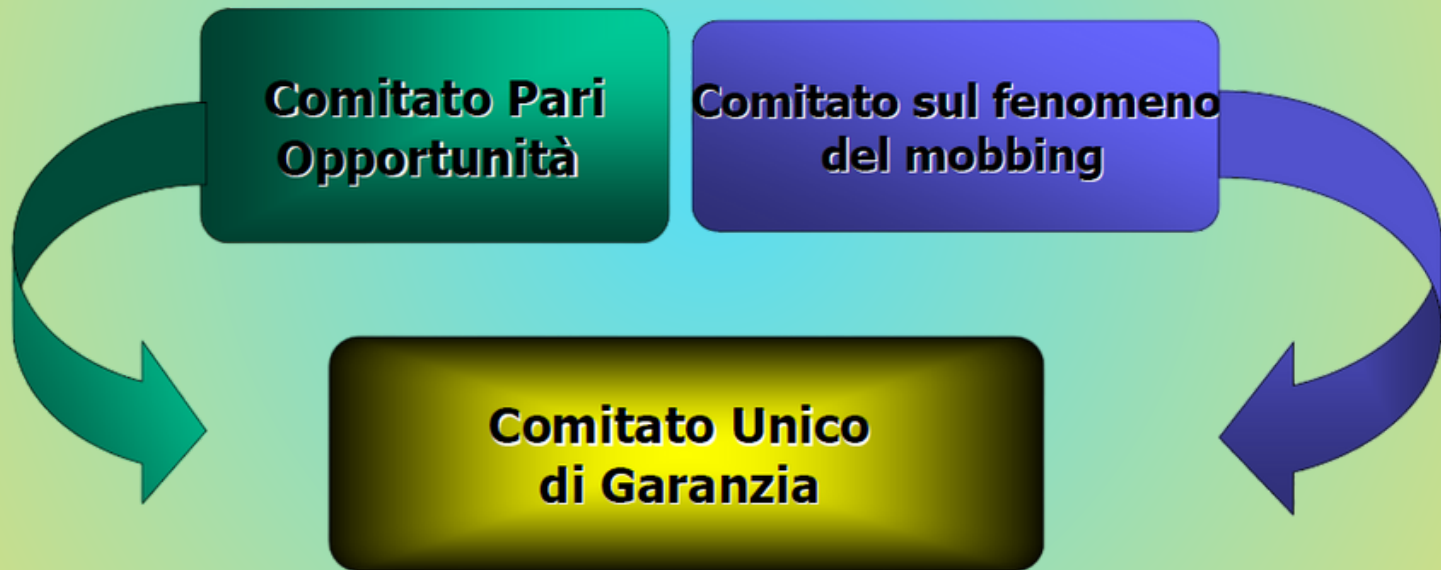 Comitato Pari
Opportunità
Comitato sul fenomeno
del mobbing
Comitato Unico
di Garanzia